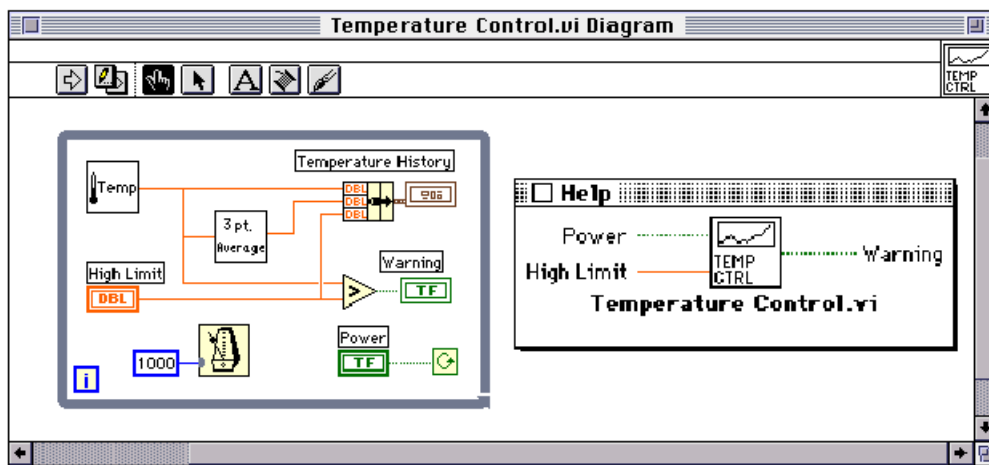 Temperature Control.vi Diagram
TEMP
CTRL
A
Temp
Temperature History
DBL
DBL
DBL
3 pt.
Average
High Limit
DBL
Warning
TF
>
1000
Power
TF
i
Help
Power
High Limit
TEMP
CTRL
Warning
Temperature Control.vi